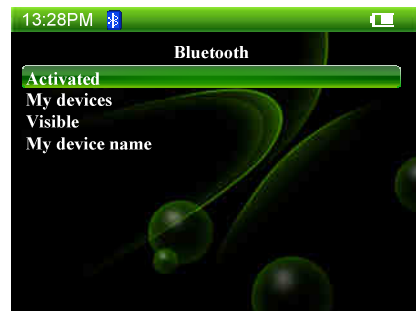 13:28PM
Bluetooth
Activated
My devices
Visible
My device name